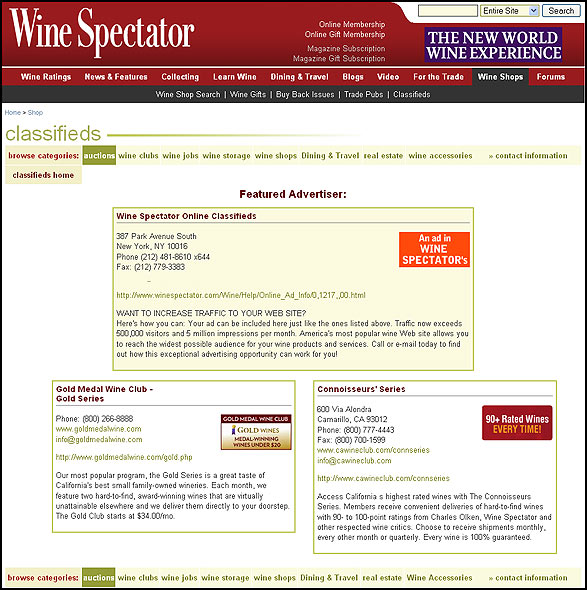 Entire Site
Search
Wine Spectator
Online Membership
Online Gift Membership
Magazine Subscription
Magazine Gift Subscription
THE NEW WORLD
WINE EXPERIENCE
Wine Ratings News & Features Collecting Learn Wine Dining & Travel Blogs Video For the Trade Wine Shops Forums
Wine Shop Search | Wine Gifts | Buy Back Issues | Trade Pubs | Classifieds
Home > Shop
classifieds
browse categories: auctions wine clubs wine jobs wine storage wine shops Dining & Travel real estate wine accessories » contact information
classifieds home
Featured Advertiser:
Wine Spectator Online Classifieds
387 Park Avenue South
New York, NY 10016
Phone (212) 481-8610 x644
Fax: (212) 779-3383
An ad in
WINE
SPECTATOR's
http://www.winespectator.com/Wine/Help/Online_Ad_Info/0,1217,,00.html
WANT TO INCREASE TRAFFIC TO YOUR WEB SITE?
Here's how you can: Your ad can be included here just like the ones listed above. Traffic now exceeds
500,000 visitors and 5 million impressions per month. America's most popular wine Web site allows you
to reach the widest possible audience for your wine products and services. Call or e-mail today to find
out how this exceptional advertising opportunity can work for you!
Gold Medal Wine Club -
Gold Series
Phone: (800) 266-8888
www.goldmedalwine.com
info@goldmedalwine.com
GOLD MEDAL WINE CLUB
GOLD WINES
MEDAL-WINNING
WINES UNDER $20
http://www.goldmedalwine.com/gold.php
Our most popular program, the Gold Series is a great taste of
California's best small family-owned wineries. Each month, we
feature two hard-to-find, award-winning wines that are virtually
unattainable elsewhere and we deliver them directly to your doorstep.
The Gold Club starts at $34.00/mo.
Connoisseurs' Series
600 Via Alondra
Camarillo, CA 93012
Phone: (800) 777-4443
Fax: (800) 700-1599
www.cawineclub.com/connseries
info@cawineclub.com
90+ Rated Wines
EVERY TIME!
http://www.cawineclub.com/connseries
Access California s highest rated wines with The Connoisseurs
Series. Members receive convenient deliveries of hard-to-find wines
with 90- to 100-point ratings from Charles Olken, Wine Spectator and
other respected wine critics. Choose to receive shipments monthly,
every other month or quarterly. Every wine is 100% guaranteed.
browse categories: auctions wine clubs wine jobs wine storage wine shops Dining & Travel real estate Wine Accessories » contact information